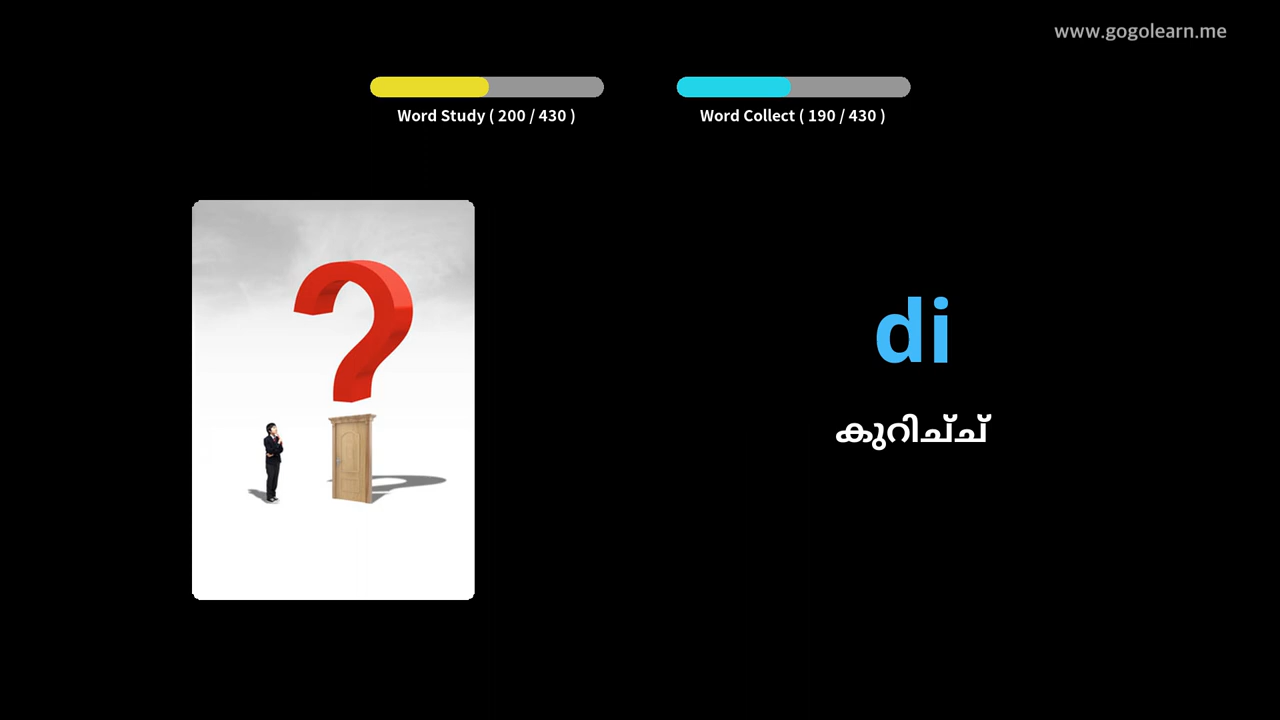 www.gogolearn.me
Word Study ( 200 / 430 )
Word Collect ( 190 / 430 )
di
കുറിച്ച്